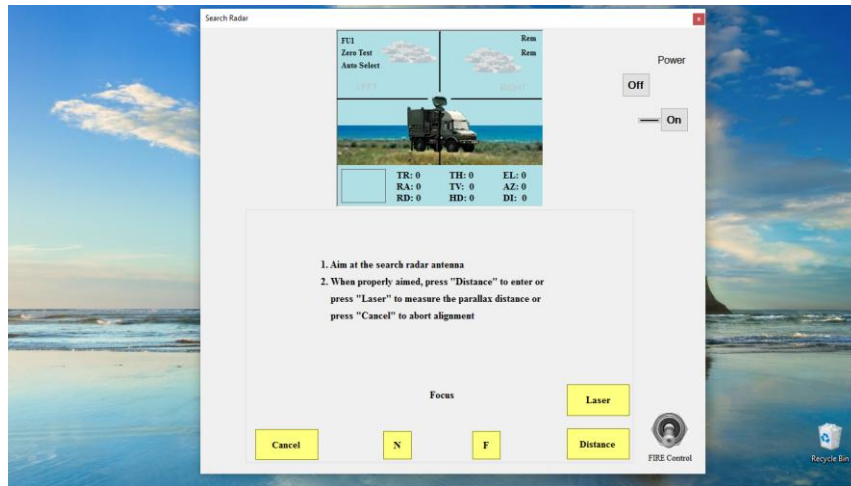 Search Radar
x
FU1
Zero Test
Auto Select
Rem
Rem
LEFT
RIGHT
Power
Off
On
TR: 0 TH: 0 EL: 0
RA: 0 TV: 0 AZ: 0
RD: 0 HD: 0 DI: 0
1. Aim at the search radar antenna
2. When properly aimed, press "Distance" to enter or
press "Laser" to measure the parallax distance or
press "Cancel" to abort alignment
Focus
Laser
Cancel
N
F
Distance
FIRE Control
Recycle Bin